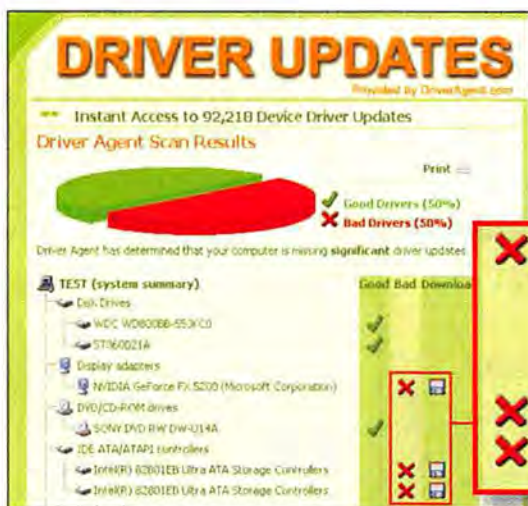 DRIVER UPDATES
Provided by DriverAgent.com
Instant Access to 92,218 Device Driver Updates
Driver Agent Scan Results
Print
Good Drivers (50%)
Bad Drivers (50%)
Driver Agent has determined that your computer is missing significant driver updates
TEST (system summary)
Good Bad Downloa
Disk Drives
WDC WD800BB-55JKC0
ST360021A
Display adapters
NVIDIA GeForce FX 5200 (Microsoft Corporation)
DVD/CD-ROM drives
SONY DVD RW DW-U14A
IDE ATA/ATAPI controllers
Intel(R) 82801EB Ultra ATA Storage Controllers
Intel(R) 82801EB Ultra ATA Storage Controllers